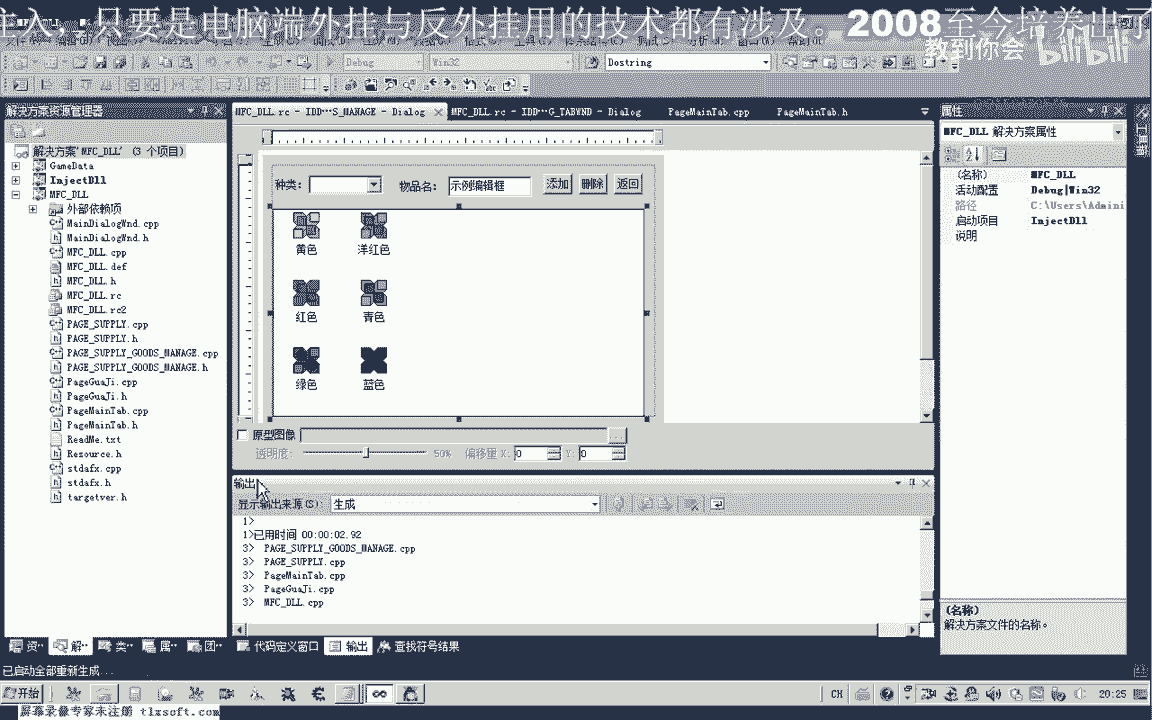 注入，,只要是电脑端外挂与反外挂用的技术都有涉及。2008至今培养出了
教到你会 bilibili
Debug Win32 Dostring
解决方案资源管理器
解决方案'MFC_DLL' (3 个项目)
GameData
InjectDll
MFC_DLL
外部依赖项
MainDialogWnd.cpp
MainDialogWnd.h
MFC_DLL.cpp
MFC_DLL.def
MFC_DLL.h
MFC_DLL.rc
MFC_DLL.rc2
PAGE_SUPPLY.cpp
PAGE_SUPPLY.h
PAGE_SUPPLY_GOODS_MANAGE.cpp
PAGE_SUPPLY_GOODS_MANAGE.h
PageGuaJi.cpp
PageGuaJi.h
PageMainTab.cpp
PageMainTab.h
ReadMe.txt
Resource.h
stdafx.cpp
stdafx.h
targetver.h
MFC_DLL.rc - IDD···S_MANAGE - Dialog MFC_DLL.rc - IDD···G_TABWND - Dialog PageMainTab.cpp PageMainTab.h
种类: 物品名: 示例编辑框 添加 删除 返回
黄色 洋红色
红色 青色
绿色 蓝色
原型图像 ...
透明度: 50% 偏移量 X: 0 Y: 0
输出
显示输出来源(S): 生成
1>
1>已用时间 00:00:02.92
3> PAGE_SUPPLY_GOODS_MANAGE.cpp
3> PAGE_SUPPLY.cpp
3> PageMainTab.cpp
3> PageGuaJi.cpp
3> MFC_DLL.cpp
属性
MFC_DLL 解决方案属性
(名称) MFC_DLL
活动配置 Debug|Win32
路径 C:\Users\Admini
启动项目 InjectDll
说明
(名称)
解决方案文件的名称。
资·· 解·· 类·· 属·· 团·· 代码定义窗口 输出 查找符号结果
已启动全部重新生成...
开始 CH 20:25
屏幕录像专家未注册 tlxsoft.com